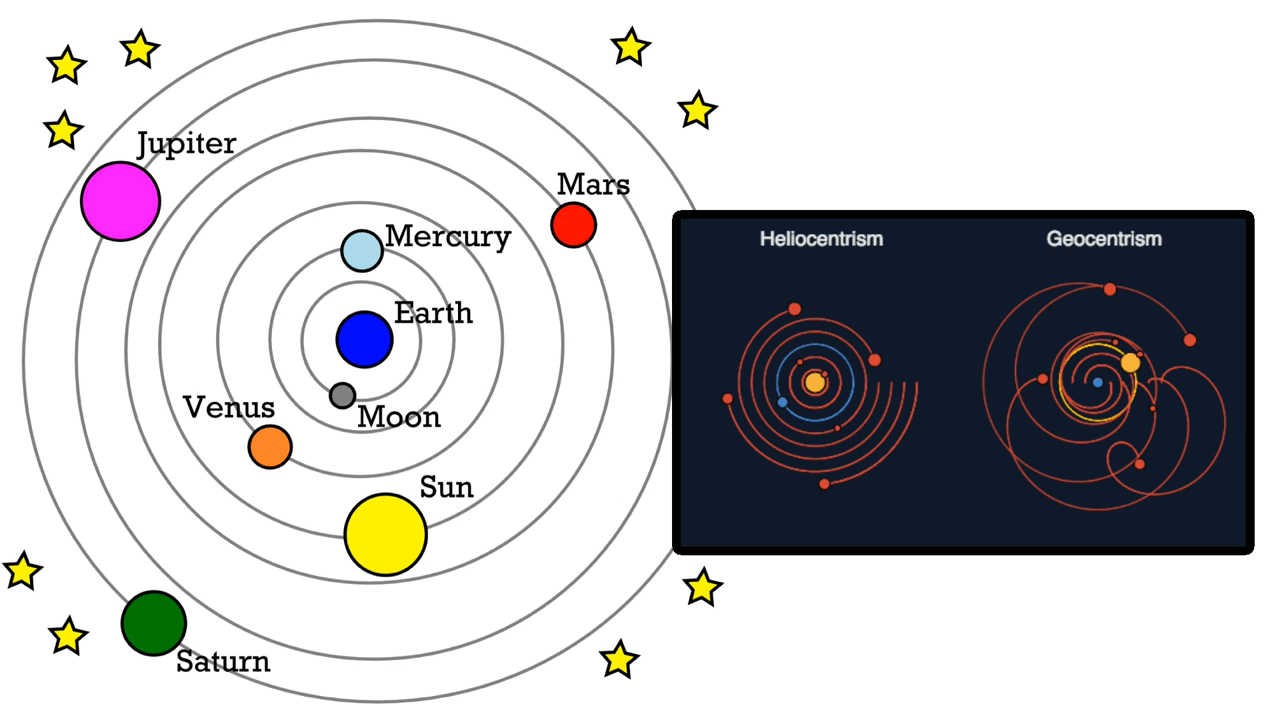 Jupiter
Mars
Mercury
Earth
Venus
Moon
Sun
Saturn
Heliocentrism
Geocentrism